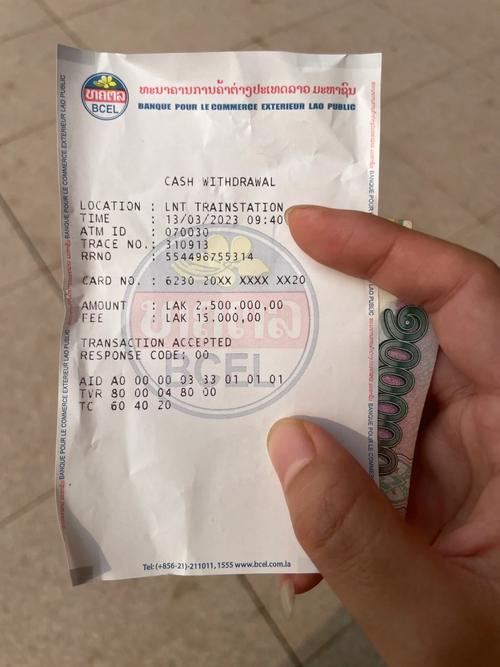 ທະນາຄານການຄ້າຕ່າງປະເທດລາວ ມະຫາຊົນ
BANQUE POUR LE COMMERCE EXTERIEUR LAO PUBLIC
ທຄຕລ
BCEL
CASH WITHDRAWAL
LOCATION : LNT TRAINSTATION
TIME : 13/03/2023 09:40
ATM ID : 070030
TRACE NO.: 310913
RRNO : 554496755314
CARD NO. : 6230 20XX XXXX XX20
AMOUNT : LAK 2,500.000,00
FEE : LAK 15.000,00
TRANSACTION ACCEPTED
RESPONSE CODE: 00
AID A0 00 00 03 33 01 01 01
TVR 80 00 04 80 00
TC 60 40 20
BCEL
Tel: (+856-21)-211011, 1555 www.bcel.com.la
BANQUE POUR LE COMMERCE EXTERIEUR LAO PUBLIC